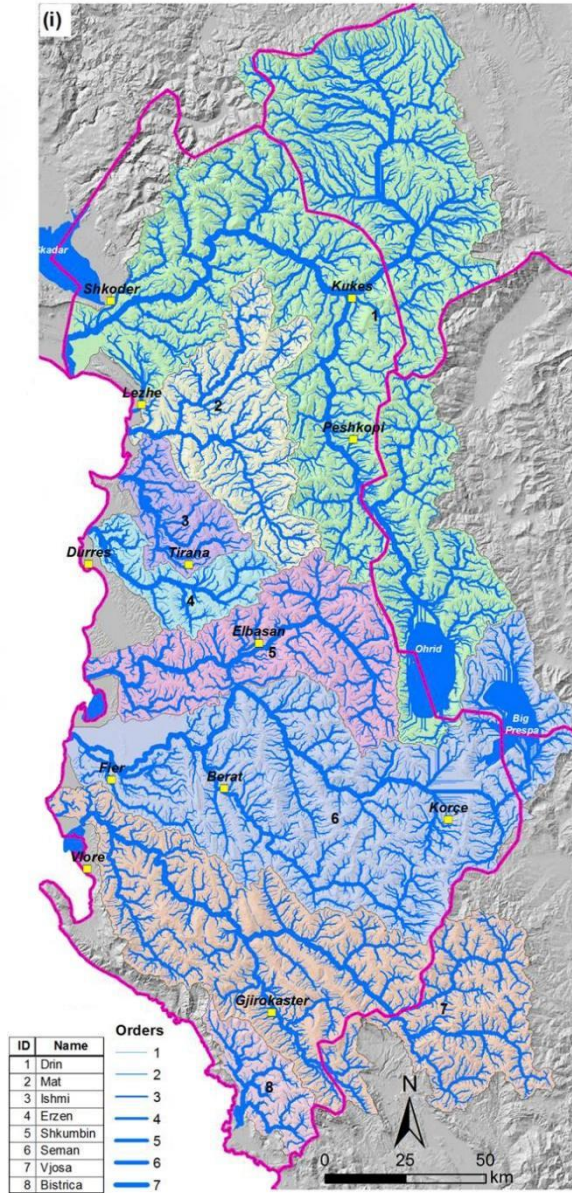 (i)
Skadar
Shkoder
Kukes
1
Lezhe
2
Peshkopi
3
Durres
Tirana
4
Elbasan
5
Ohrid
Big
Prespa
Fier
Berat
6
Korçe
Vlore
Gjirokaster
7
8
ID Name
1 Drin
2 Mat
3 Ishmi
4 Erzen
5 Shkumbin
6 Seman
7 Vjosa
8 Bistrica
Orders
1
2
3
4
5
6
7
N
0 25 50
km